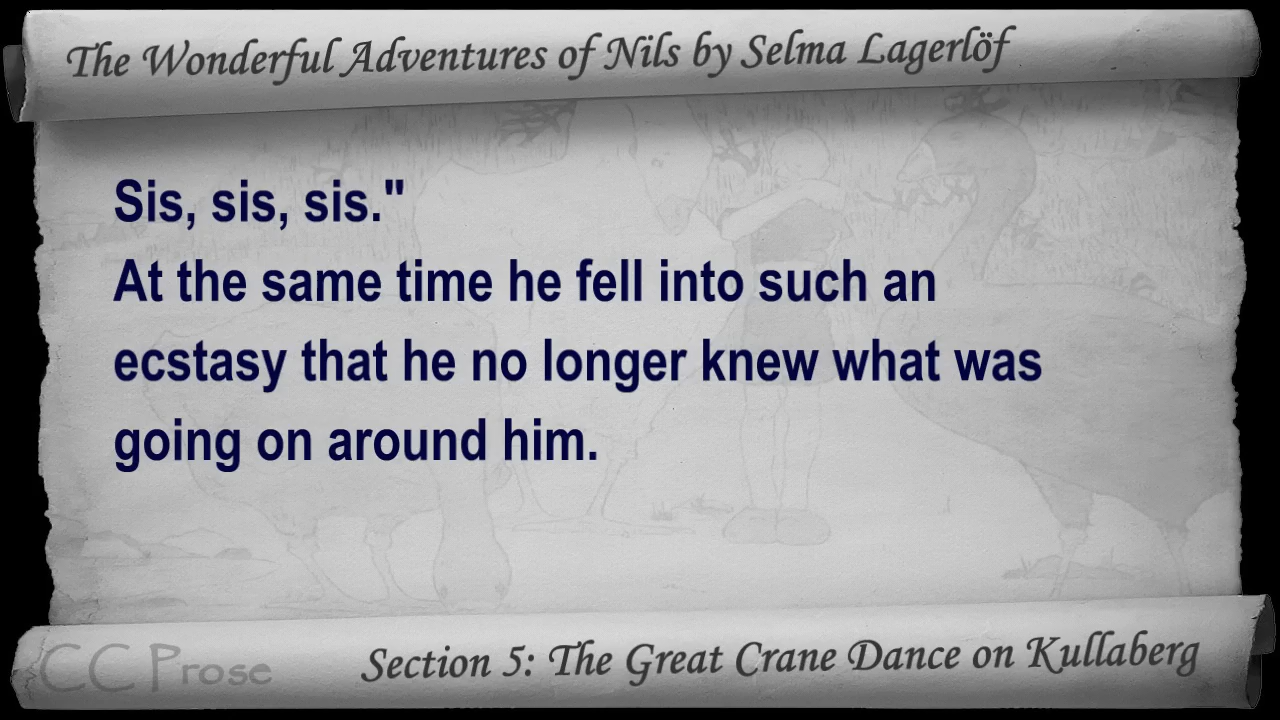 The Wonderful Adventures of Nils by Selma Lagerlöf
Sis, sis, sis."
At the same time he fell into such an
ecstasy that he no longer knew what was
going on around him.
CC Prose
Section 5: The Great Crane Dance on Kullaberg